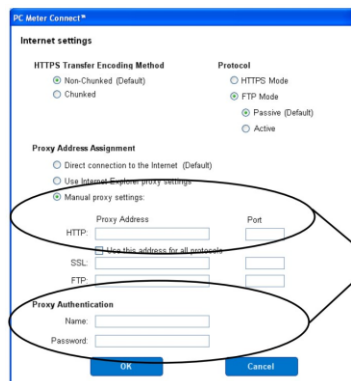 PC Meter Connect™
Internet settings
HTTPS Transfer Encoding Method
Non-Chunked (Default)
Chunked
Protocol
HTTPS Mode
FTP Mode
Passive (Default)
Active
Proxy Address Assignment
Direct connection to the Internet (Default)
Use Internet Explorer proxy settings
Manual proxy settings:
Proxy Address Port
HTTP:
Use this address for all protocols
SSL:
FTP:
Proxy Authentication
Name:
Password:
OK Cancel